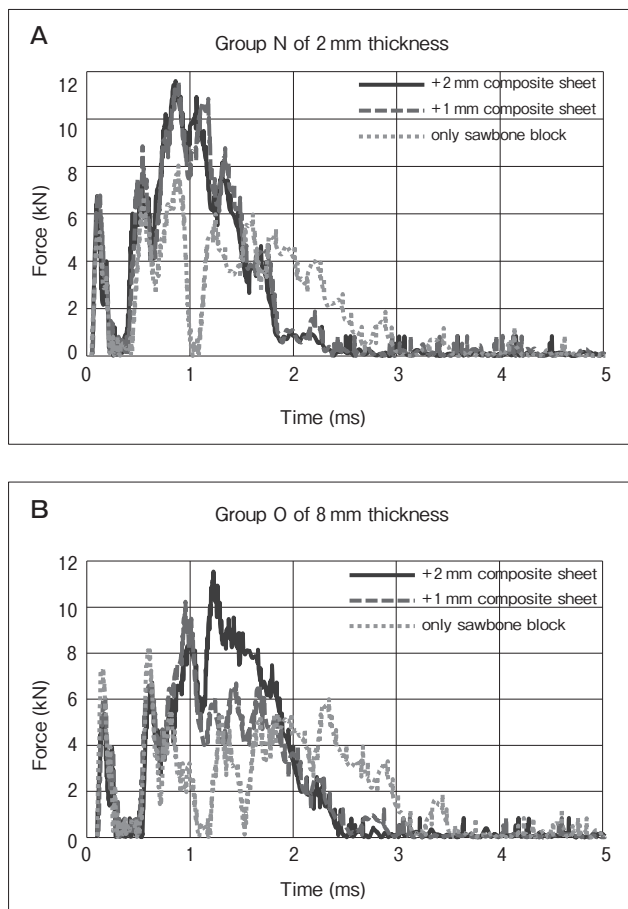 A
Group N of 2 mm thickness
+2 mm composite sheet
+1 mm composite sheet
only sawbone block
Force (kN)
12
10
8
6
4
2
0
0 1 2 3 4 5
Time (ms)
B
Group O of 8 mm thickness
+2 mm composite sheet
+1 mm composite sheet
only sawbone block
Force (kN)
12
10
8
6
4
2
0
0 1 2 3 4 5
Time (ms)